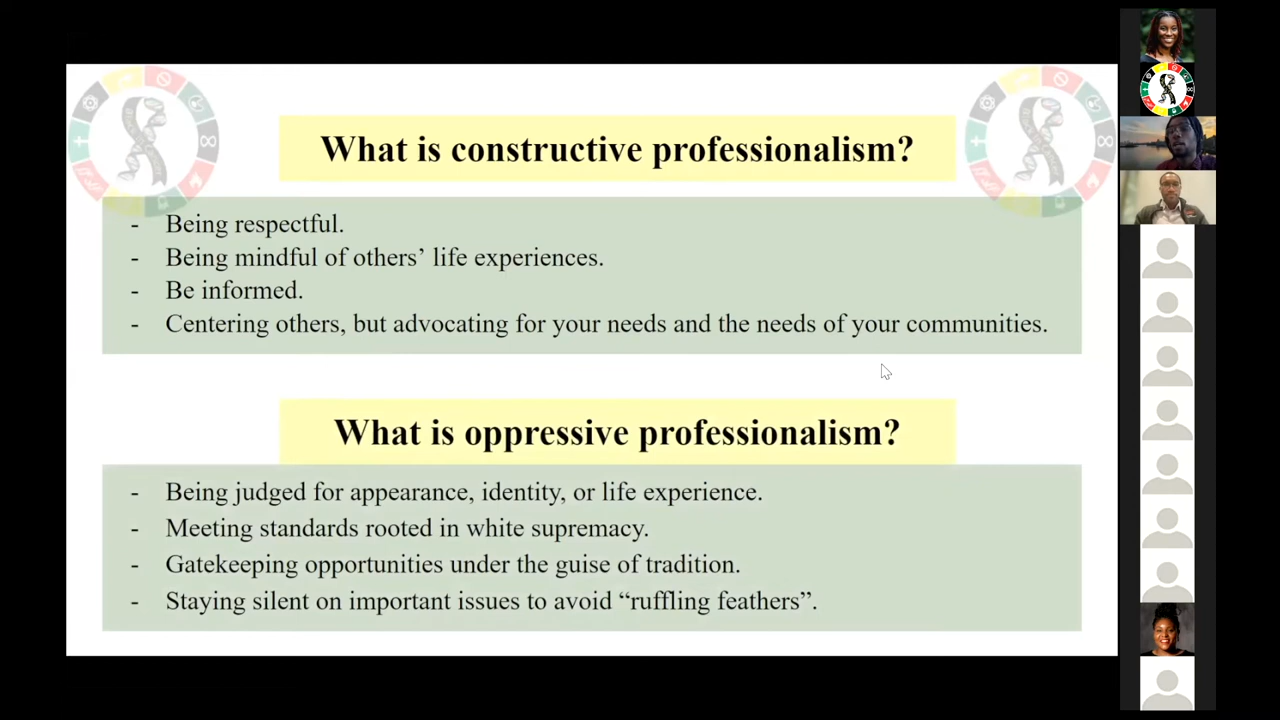 What is constructive professionalism?
- Being respectful.
- Being mindful of others’ life experiences.
- Be informed.
- Centering others, but advocating for your needs and the needs of your communities.
What is oppressive professionalism?
- Being judged for appearance, identity, or life experience.
- Meeting standards rooted in white supremacy.
- Gatekeeping opportunities under the guise of tradition.
- Staying silent on important issues to avoid “ruffling feathers”.